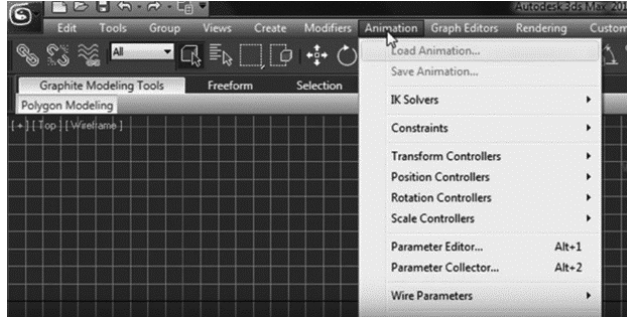 Autodesk 3ds Max 201
Edit Tools Group Views Create Modifiers Animation Graph Editors Rendering Custom
All
Graphite Modeling Tools Freeform Selection
Polygon Modeling
[ + ] [ Top ] [ Wireframe ]
Load Animation...
Save Animation...
IK Solvers
Constraints
Transform Controllers
Position Controllers
Rotation Controllers
Scale Controllers
Parameter Editor... Alt+1
Parameter Collector... Alt+2
Wire Parameters